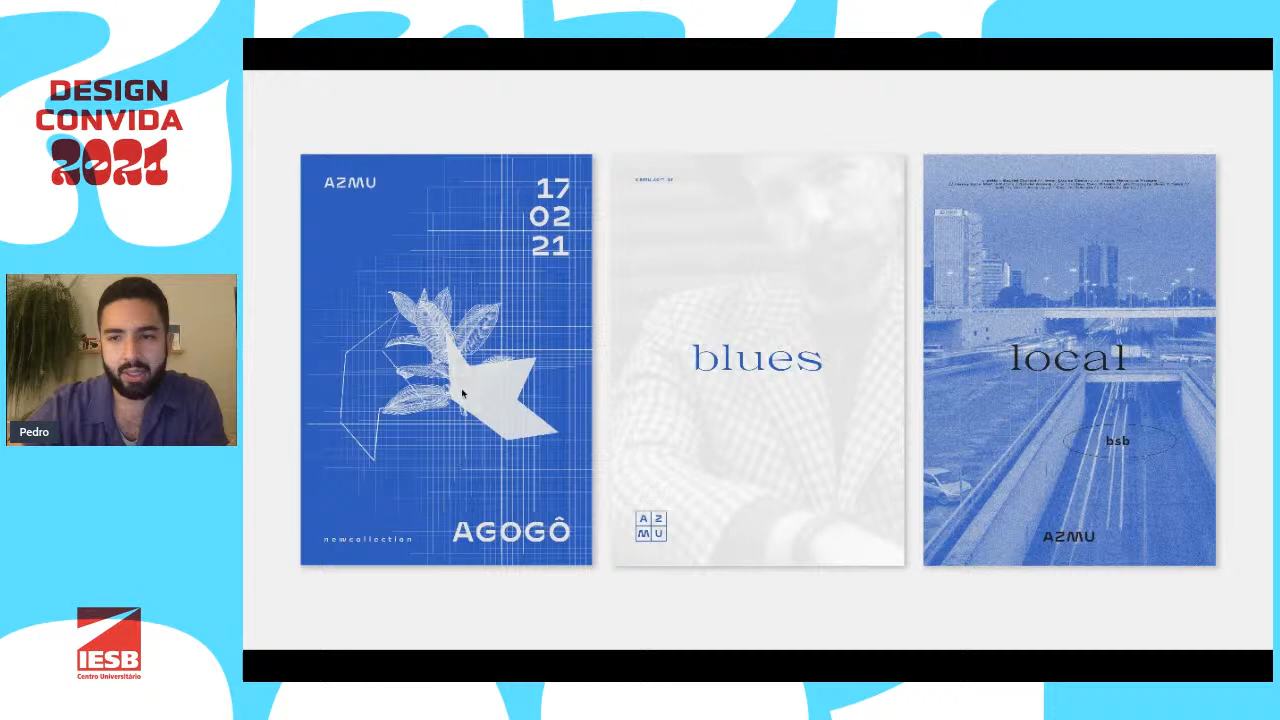 DESIGN
CONVIDA
2021
Pedro
IESB
Centro Universitário
AZMU
17
02
21
newcollection
AGOGÔ
blues
A Z
M U
local
bsb
AZMU